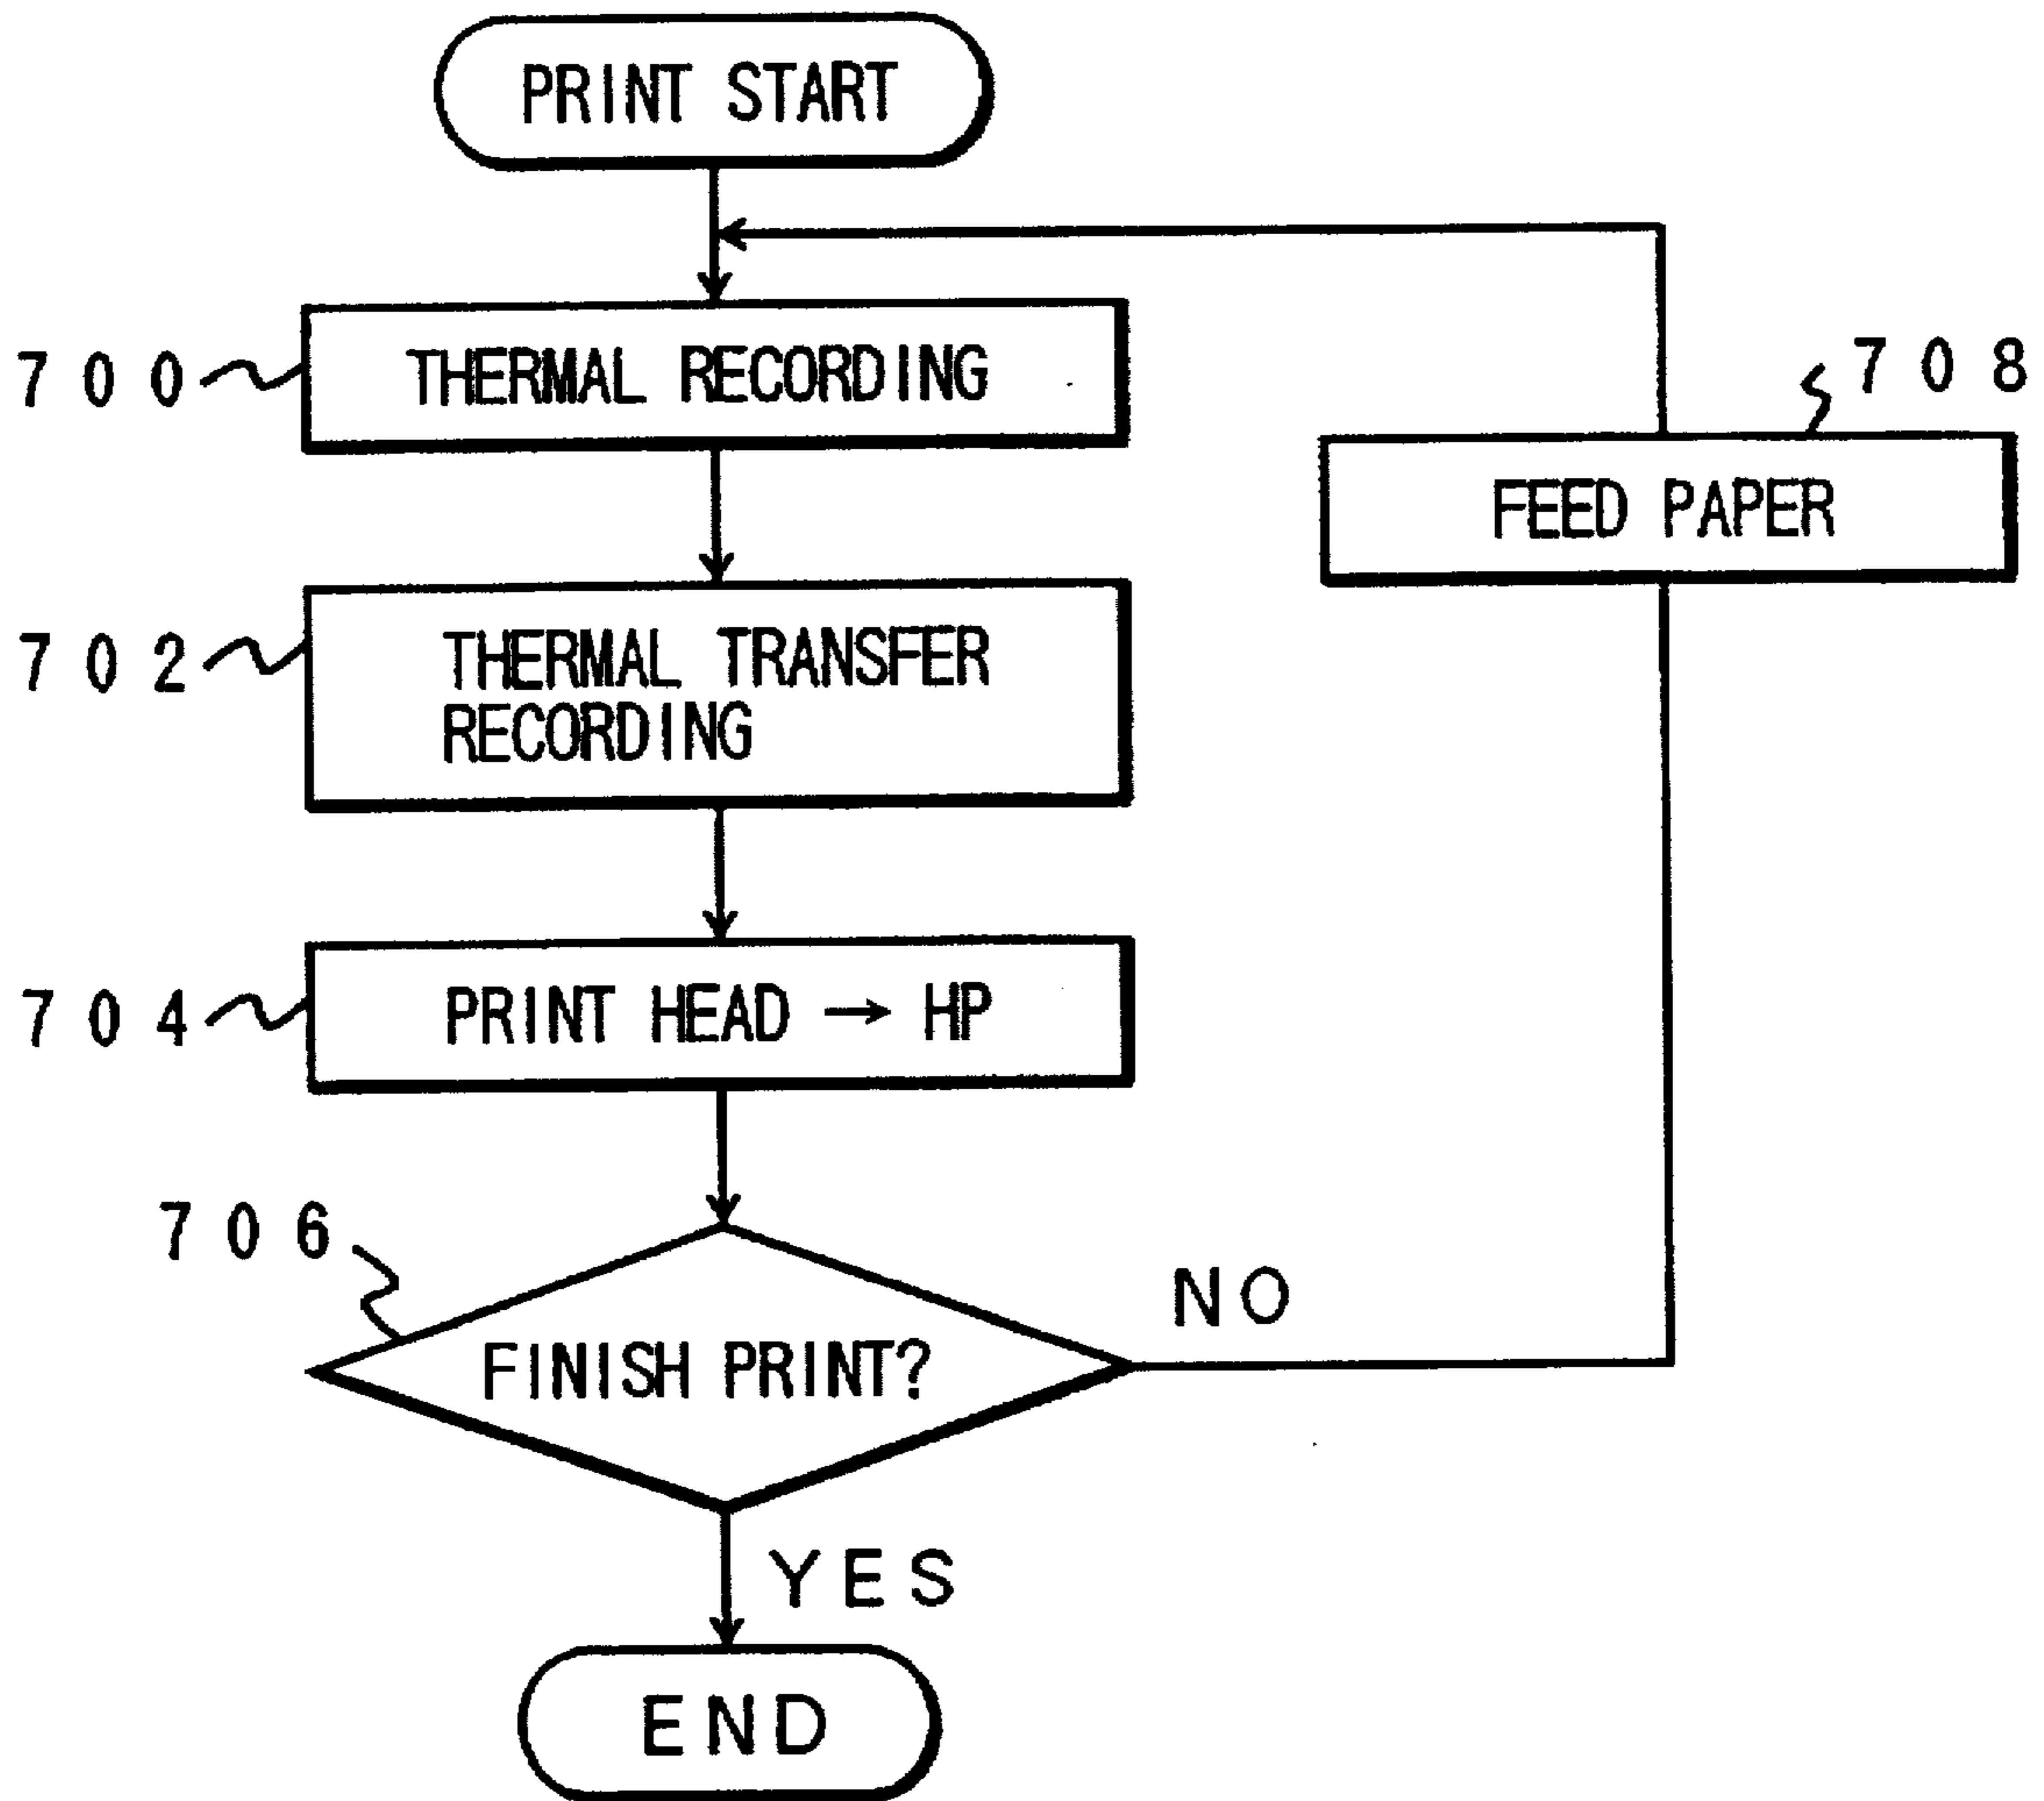 PRINT START
700
THERMAL RECORDING
708
FEED PAPER
702
THERMAL TRANSFER
RECORDING
704
PRINT HEAD → HP
706
FINISH PRINT?
NO
YES
END